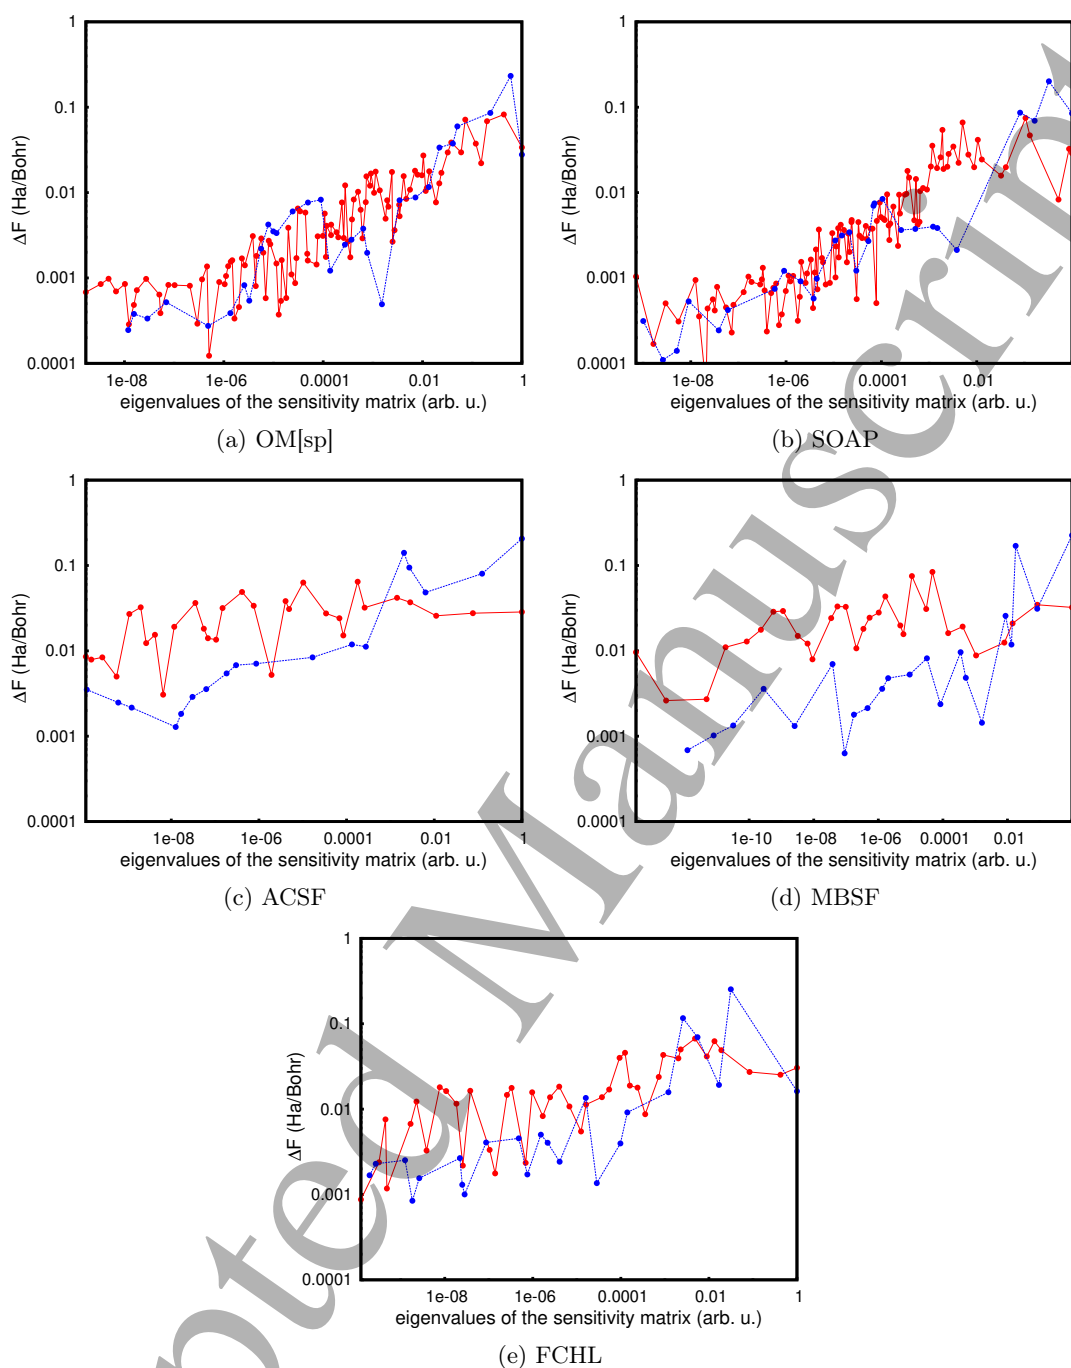 1
0.1
0.01
0.001
0.0001
ΔF (Ha/Bohr)
1e-08 1e-06 0.0001 0.01 1
eigenvalues of the sensitivity matrix (arb. u.)
(a) OM[sp]
1
0.1
0.01
0.001
0.0001
ΔF (Ha/Bohr)
1e-08 1e-06 0.0001 0.01
eigenvalues of the sensitivity matrix (arb. u.)
(b) SOAP
1
0.1
0.01
0.001
0.0001
ΔF (Ha/Bohr)
1e-08 1e-06 0.0001 0.01 1
eigenvalues of the sensitivity matrix (arb. u.)
(c) ACSF
1
0.1
0.01
0.001
0.0001
ΔF (Ha/Bohr)
1e-10 1e-08 1e-06 0.0001 0.01
eigenvalues of the sensitivity matrix (arb. u.)
(d) MBSF
1
0.1
0.01
0.001
0.0001
ΔF (Ha/Bohr)
1e-08 1e-06 0.0001 0.01 1
eigenvalues of the sensitivity matrix (arb. u.)
(e) FCHL
pted Manuscript